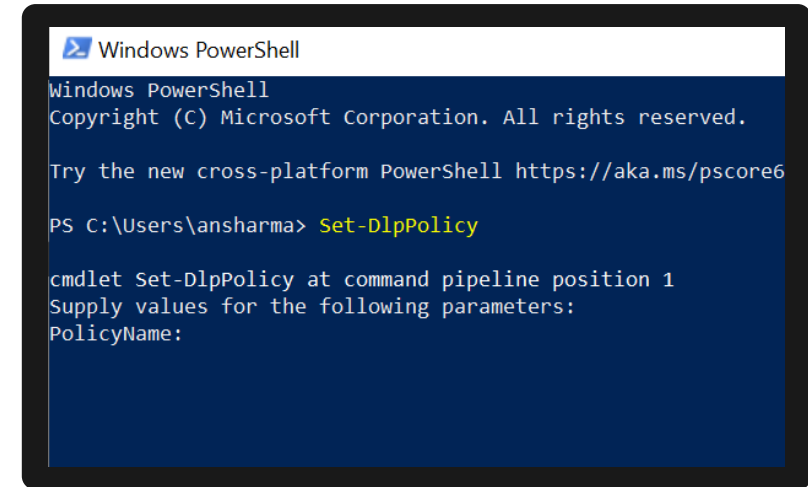 Windows PowerShell
Windows PowerShell
Copyright (C) Microsoft Corporation. All rights reserved.
Try the new cross-platform PowerShell https://aka.ms/pscore6
PS C:\Users\ansharma> Set-DlpPolicy
cmdlet Set-DlpPolicy at command pipeline position 1
Supply values for the following parameters:
PolicyName: